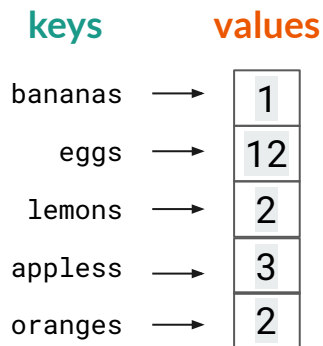 keys values
bananas 1
eggs 12
lemons 2
appless 3
oranges 2